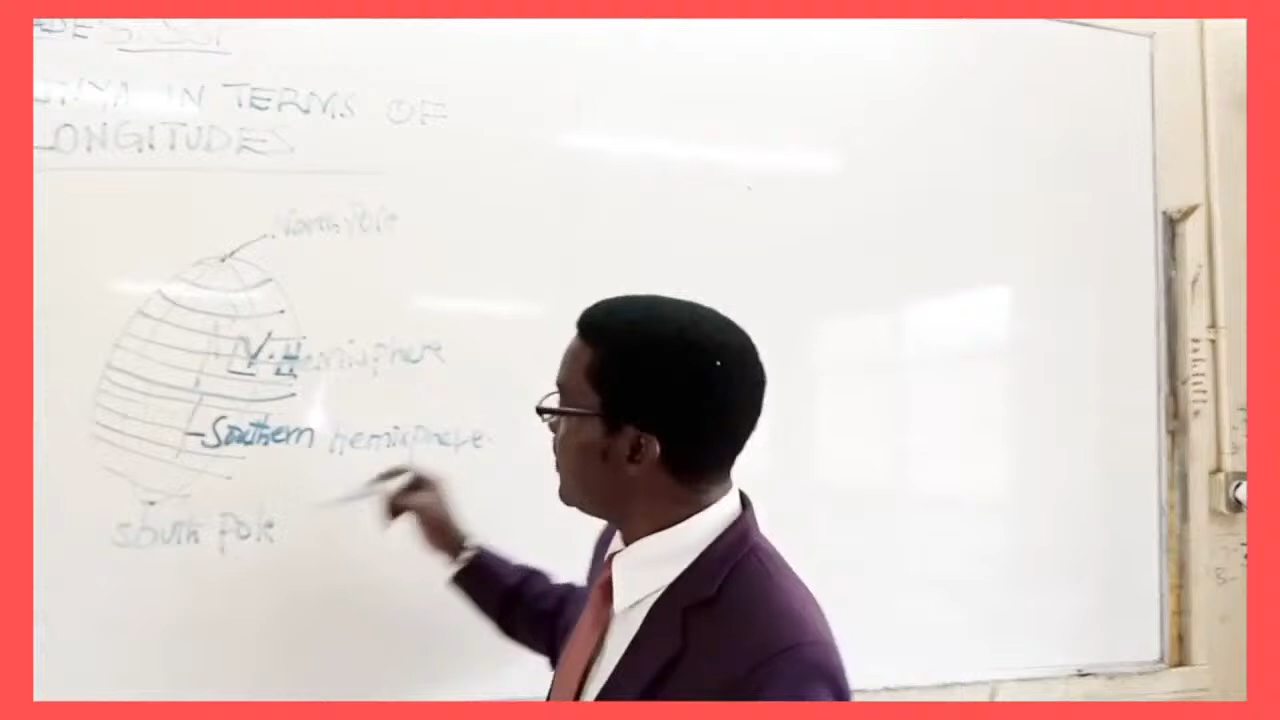 IN TERMS OF
LONGITUDES
North Pole
N. Hemisphere
Southern hemisphere
South Pole